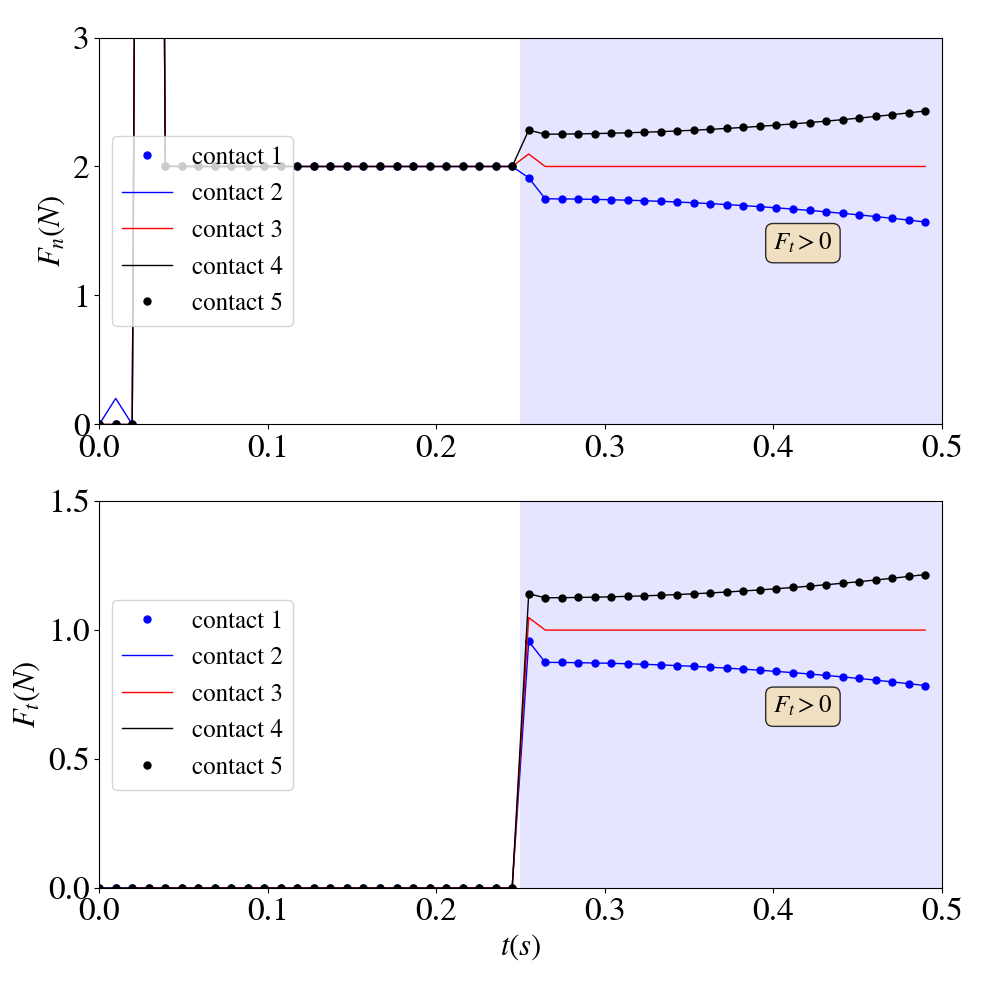 3
2
1
0
F_n(N)
contact 1
contact 2
contact 3
contact 4
contact 5
F_t > 0
0.0 0.1 0.2 0.3 0.4 0.5
1.5
1.0
0.5
0.0
F_t(N)
contact 1
contact 2
contact 3
contact 4
contact 5
F_t > 0
0.0 0.1 0.2 0.3 0.4 0.5
t(s)